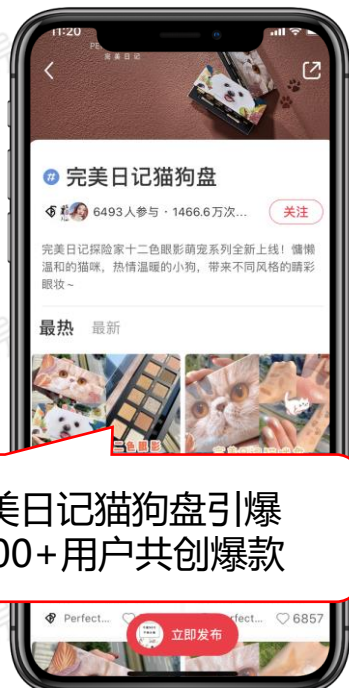 11:20
完美日记
# 完美日记猫狗盘
6493人参与 · 1466.6万次...
关注
完美日记探险家十二色眼影萌宠系列全新上线！慵懒
温和的猫咪，热情温暖的小狗，带来不同风格的睛彩
眼妆~
最热 最新
二色眼影
美日记猫狗盘引爆
00+用户共创爆款
Perfect...
fect... 6857
立即发布